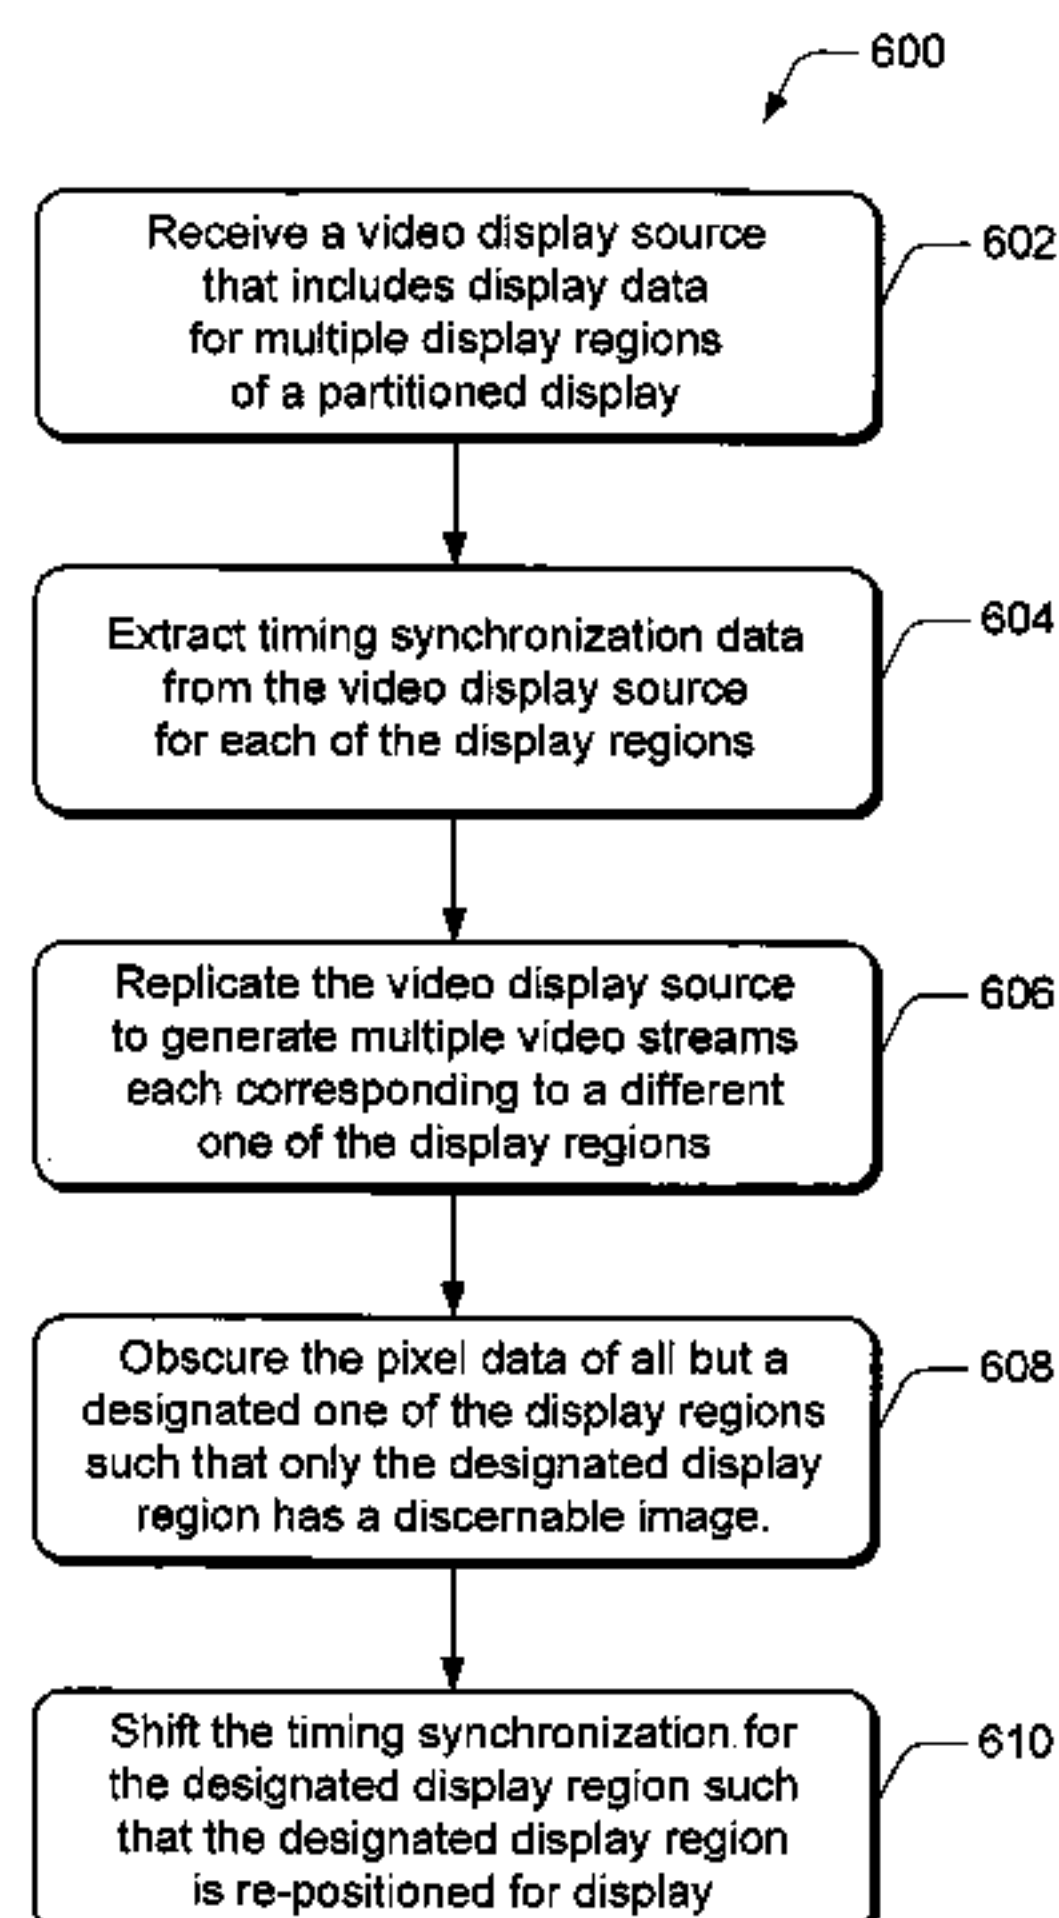 600
Receive a video display source
that includes display data
for multiple display regions
of a partitioned display
602
Extract timing synchronization data
from the video display source
for each of the display regions
604
Replicate the video display source
to generate multiple video streams
each corresponding to a different
one of the display regions
606
Obscure the pixel data of all but a
designated one of the display regions
such that only the designated display
region has a discernable image.
608
Shift the timing synchronization for
the designated display region such
that the designated display region
is re-positioned for display
610